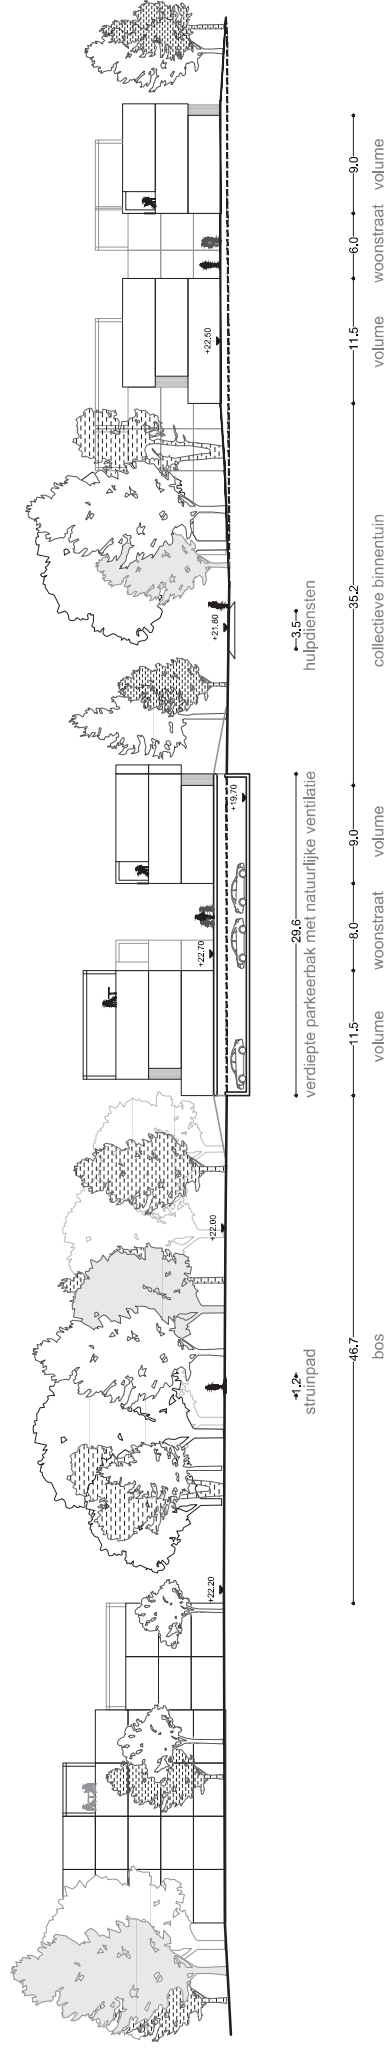 +22.20
+22.00
+22.70
+19.70
+21.80
+22.50
1.2
struinpad
29.6
verdiepte parkeerbak met natuurlijke ventilatie
3.5
hulpdiensten
46.7
11.5
8.0
9.0
35.2
11.5
6.0
9.0
bos
volume
woonstraat
volume
collectieve binnentuin
volume
woonstraat
volume